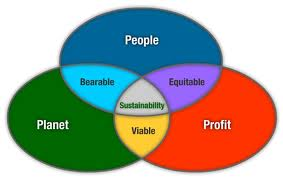 People
Bearable
Equitable
Sustainability
Planet
Viable
Profit